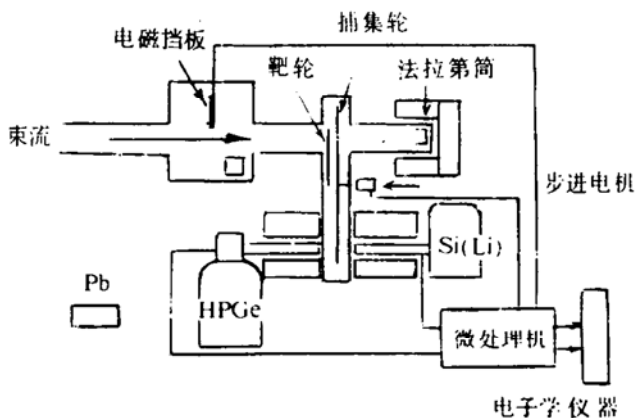 捕集轮
电磁挡板
靶轮
法拉第筒
束流
步进电机
Si(Li)
Pb
HPGe
微处理机
电子学仪器